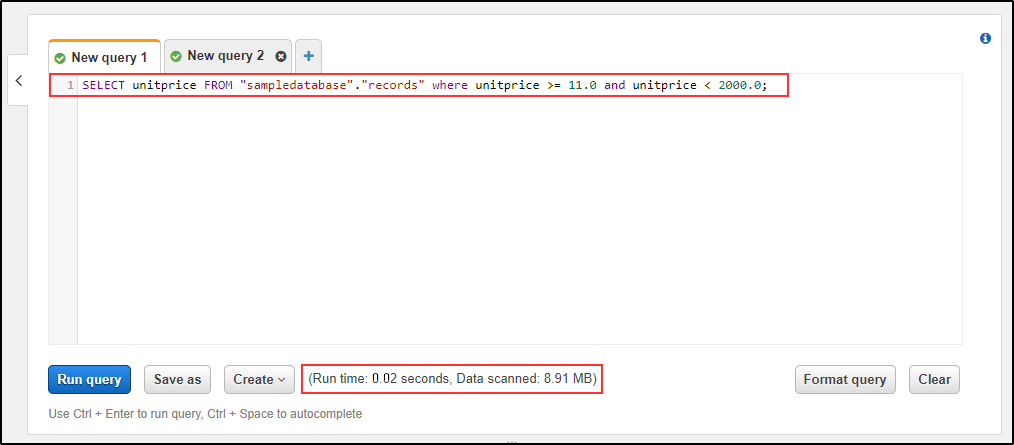 New query 1 New query 2 +
1 SELECT unitprice FROM "sampledatabase"."records" where unitprice >= 11.0 and unitprice < 2000.0;
Run query Save as Create (Run time: 0.02 seconds, Data scanned: 8.91 MB) Format query Clear
Use Ctrl + Enter to run query, Ctrl + Space to autocomplete